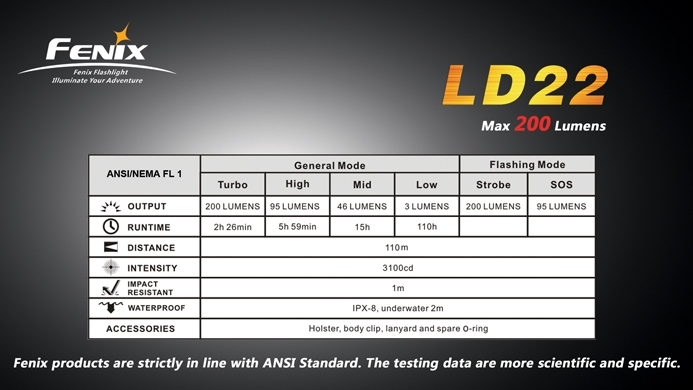 FENIX
Fenix Flashlight
Illuminate Your Adventure
LD22
Max 200 Lumens
ANSI/NEMA FL 1 General Mode Flashing Mode
Turbo High Mid Low Strobe SOS
OUTPUT 200 LUMENS 95 LUMENS 46 LUMENS 3 LUMENS 200 LUMENS 95 LUMENS
RUNTIME 2h 26min 5h 59min 15h 110h
DISTANCE 110m
INTENSITY 3100cd
IMPACT
RESISTANT 1m
WATERPROOF IPX-8, underwater 2m
ACCESSORIES Holster, body clip, lanyard and spare O-ring
Fenix products are strictly in line with ANSI Standard. The testing data are more scientific and specific.